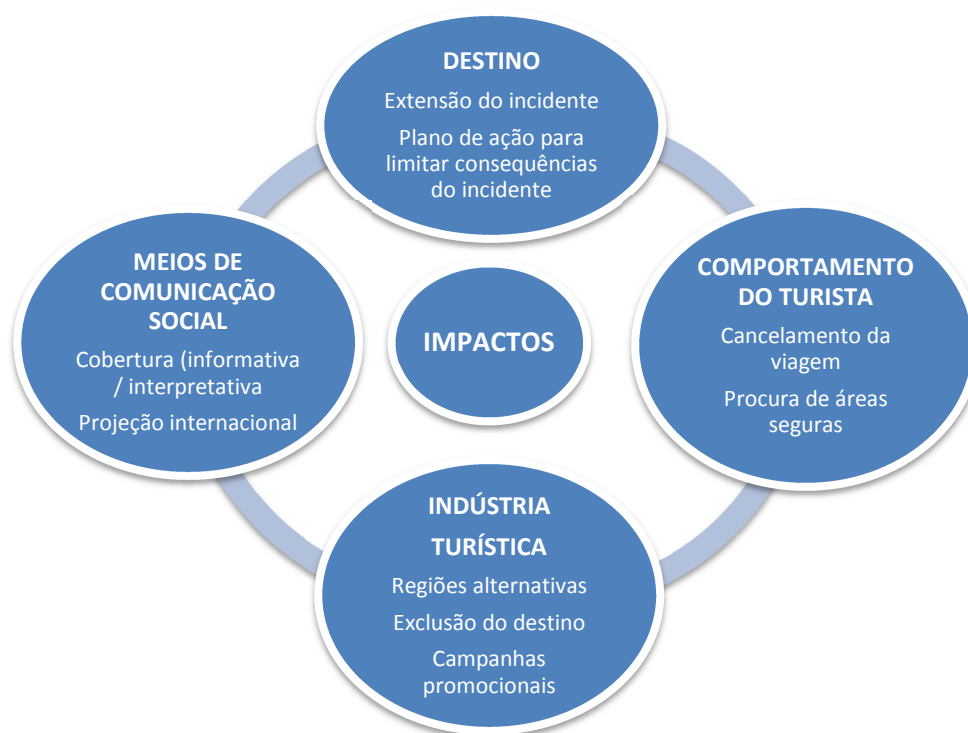 DESTINO
Extensão do incidente
Plano de ação para
limitar consequências
do incidente
MEIOS DE
COMUNICAÇÃO
SOCIAL
Cobertura (informativa
/ interpretativa
Projeção internacional
IMPACTOS
COMPORTAMENTO
DO TURISTA
Cancelamento da
viagem
Procura de áreas
seguras
INDÚSTRIA
TURÍSTICA
Regiões alternativas
Exclusão do destino
Campanhas
promocionais